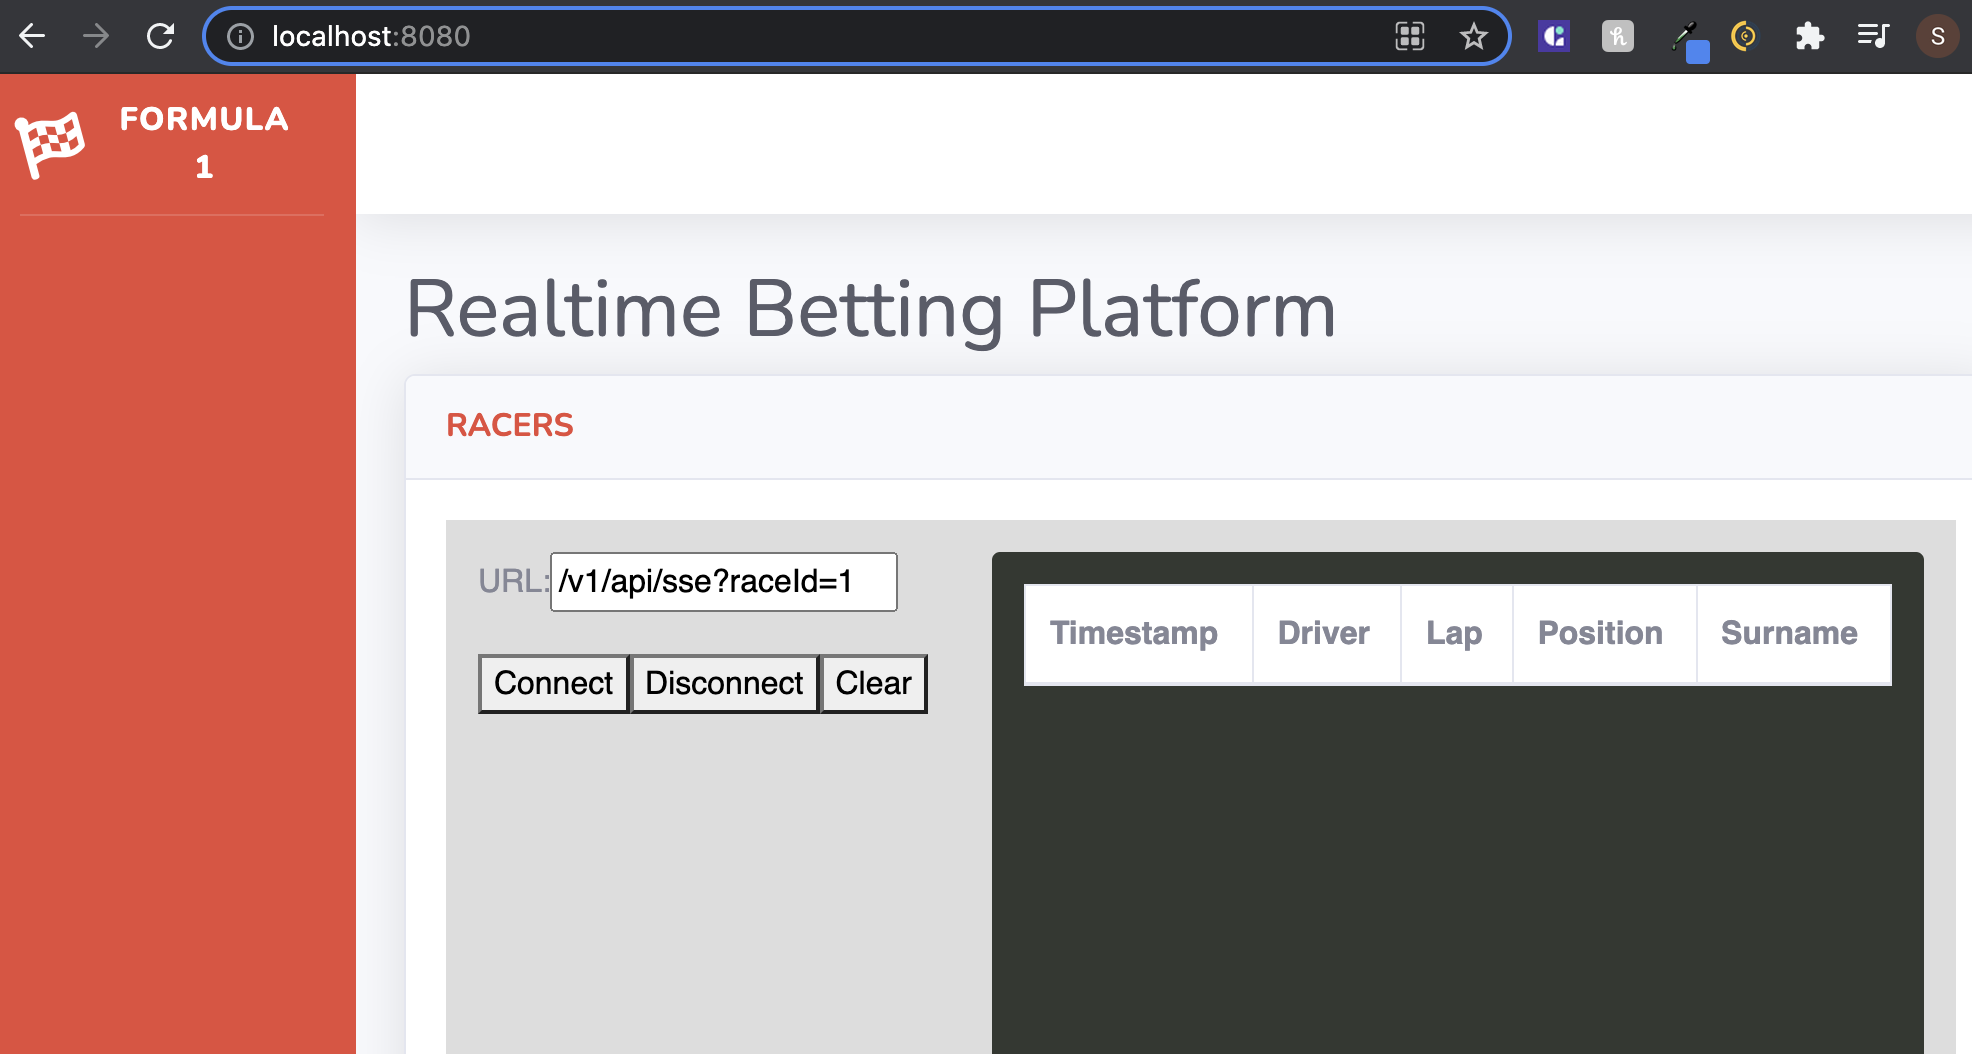 localhost:8080
S
FORMULA
1
Realtime Betting Platform
RACERS
URL: /v1/api/sse?raceId=1
Connect Disconnect Clear
Timestamp Driver Lap Position Surname